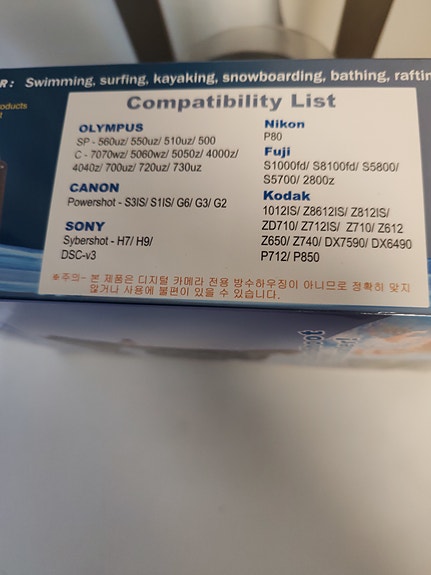 R: Swimming, surfing, kayaking, snowboarding, bathing,
Compatibility List
OLYMPUS
SP - 560uz/ 550uz/ 510uz/ 500
C - 7070wz/ 5060wz/ 5050z/ 4000z/
4040z/ 700uz/ 720uz/ 730uz
CANON
Powershot - S3IS/ S1IS/ G6/ G3/ G2
SONY
Sybershot - H7/ H9/
DSC-v3
Nikon
P80
Fuji
S1000fd/ S8100fd/ S5800/
S5700/ 2800z
Kodak
1012IS/ Z8612IS/ Z812IS/
ZD710/ Z712IS/ Z710/ Z612
Z650/ Z740/ DX7590/ DX6490
P712/ P850
※주의- 본 제품은 디지털 카메라 전용 방수하우징이 아니므로 정확히 맞지
않거나 사용에 불편이 있을 수 있습니다.